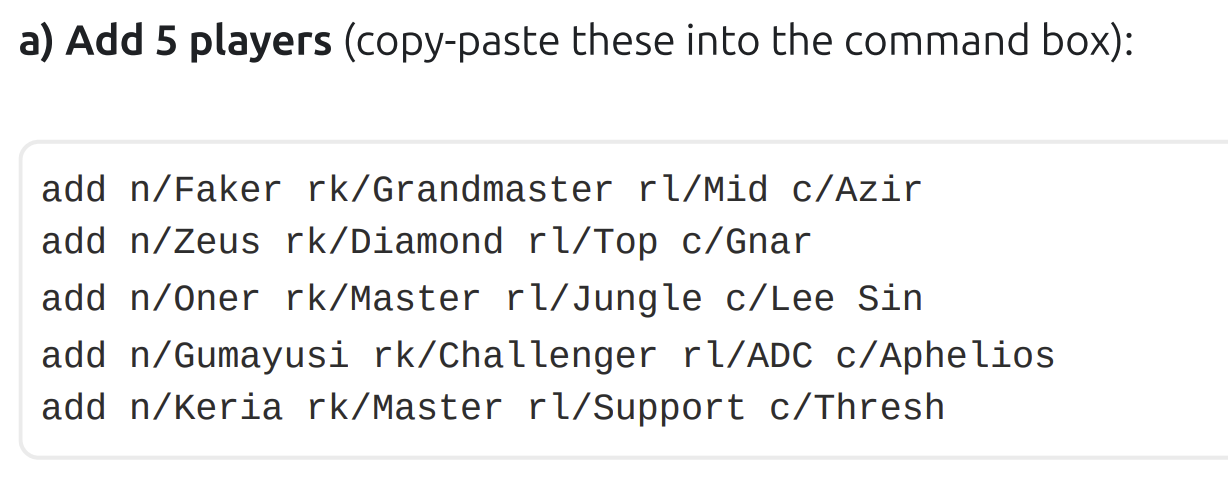 a) Add 5 players (copy-paste these into the command box):
add n/Faker rk/Grandmaster rl/Mid c/Azir
add n/Zeus rk/Diamond rl/Top c/Gnar
add n/Oner rk/Master rl/Jungle c/Lee Sin
add n/Gumayusi rk/Challenger rl/ADC c/Aphelios
add n/Keria rk/Master rl/Support c/Thresh